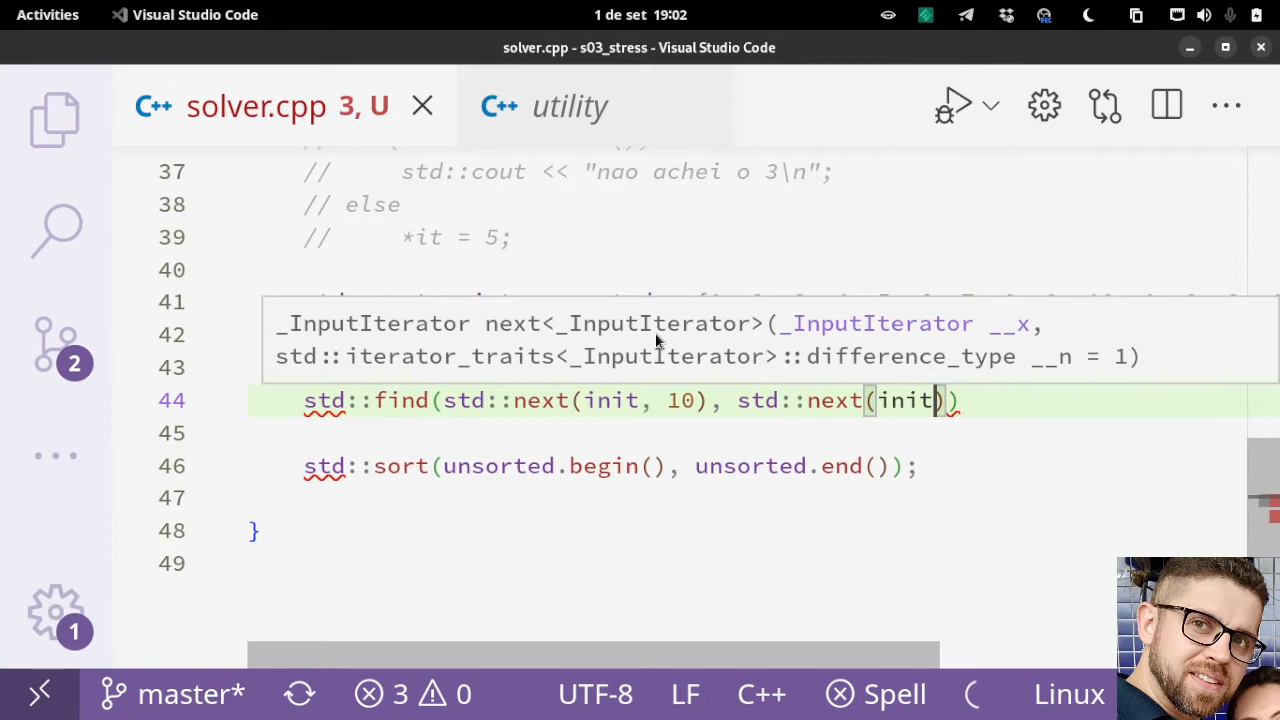 Activities Visual Studio Code 1 de set 19:02
solver.cpp - s03_stress - Visual Studio Code
C++ solver.cpp 3, U C++ utility
37 // std::cout << "nao achei o 3\n";
38 // else
39 // *it = 5;
40
41
_InputIterator next<_InputIterator>(_InputIterator __x,
42
std::iterator_traits<_InputIterator>::difference_type __n = 1)
43
44 std::find(std::next(init, 10), std::next(init))
45
46 std::sort(unsorted.begin(), unsorted.end());
47
48 }
49
2
1
master* 3 0 UTF-8 LF C++ Spell Linux